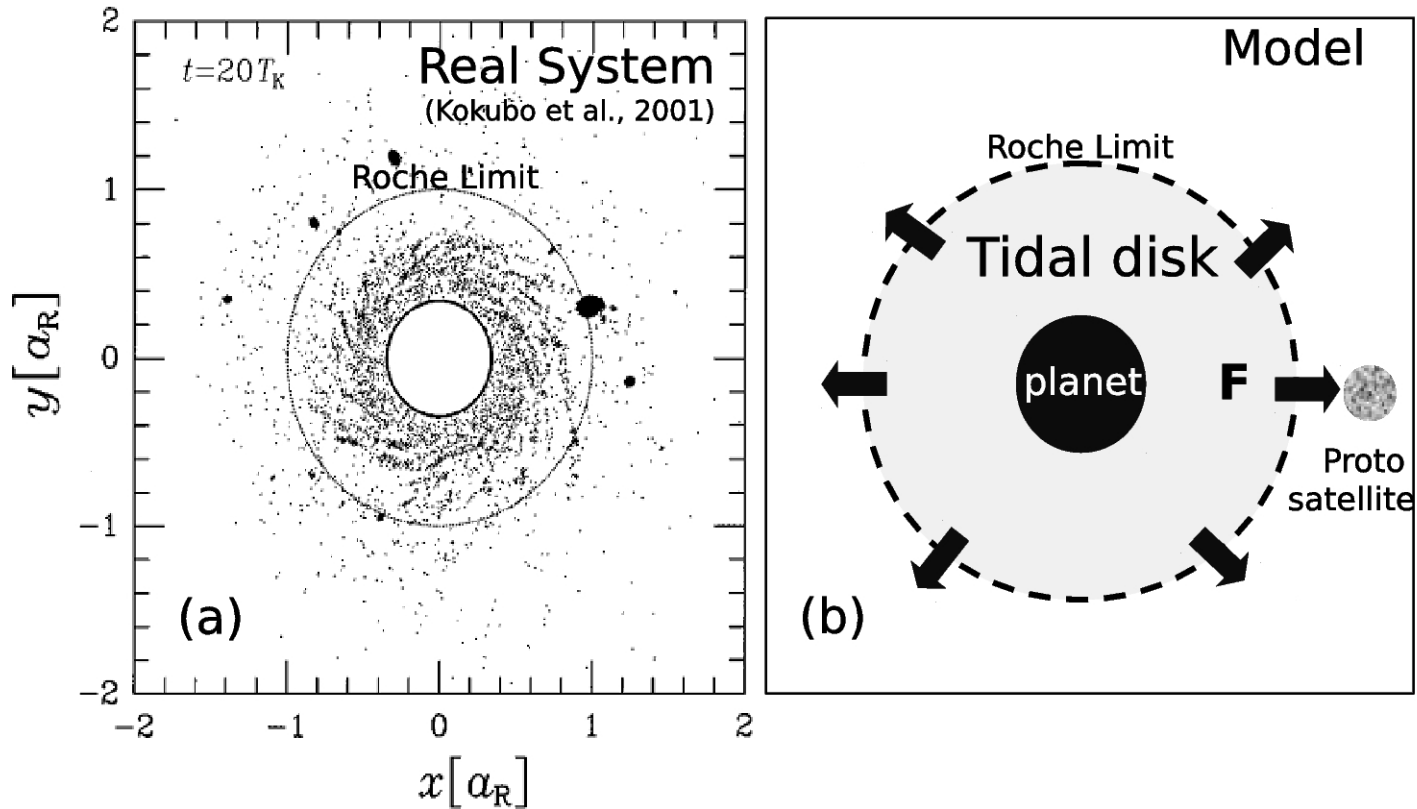 2
1
0
−1
−2
y[a_R]
t=20T_K
Real System
(Kokubo et al., 2001)
Roche Limit
(a)
−2
−1
0
1
2
x[a_R]
Model
Roche Limit
Tidal disk
planet
F
Proto
satellite
(b)